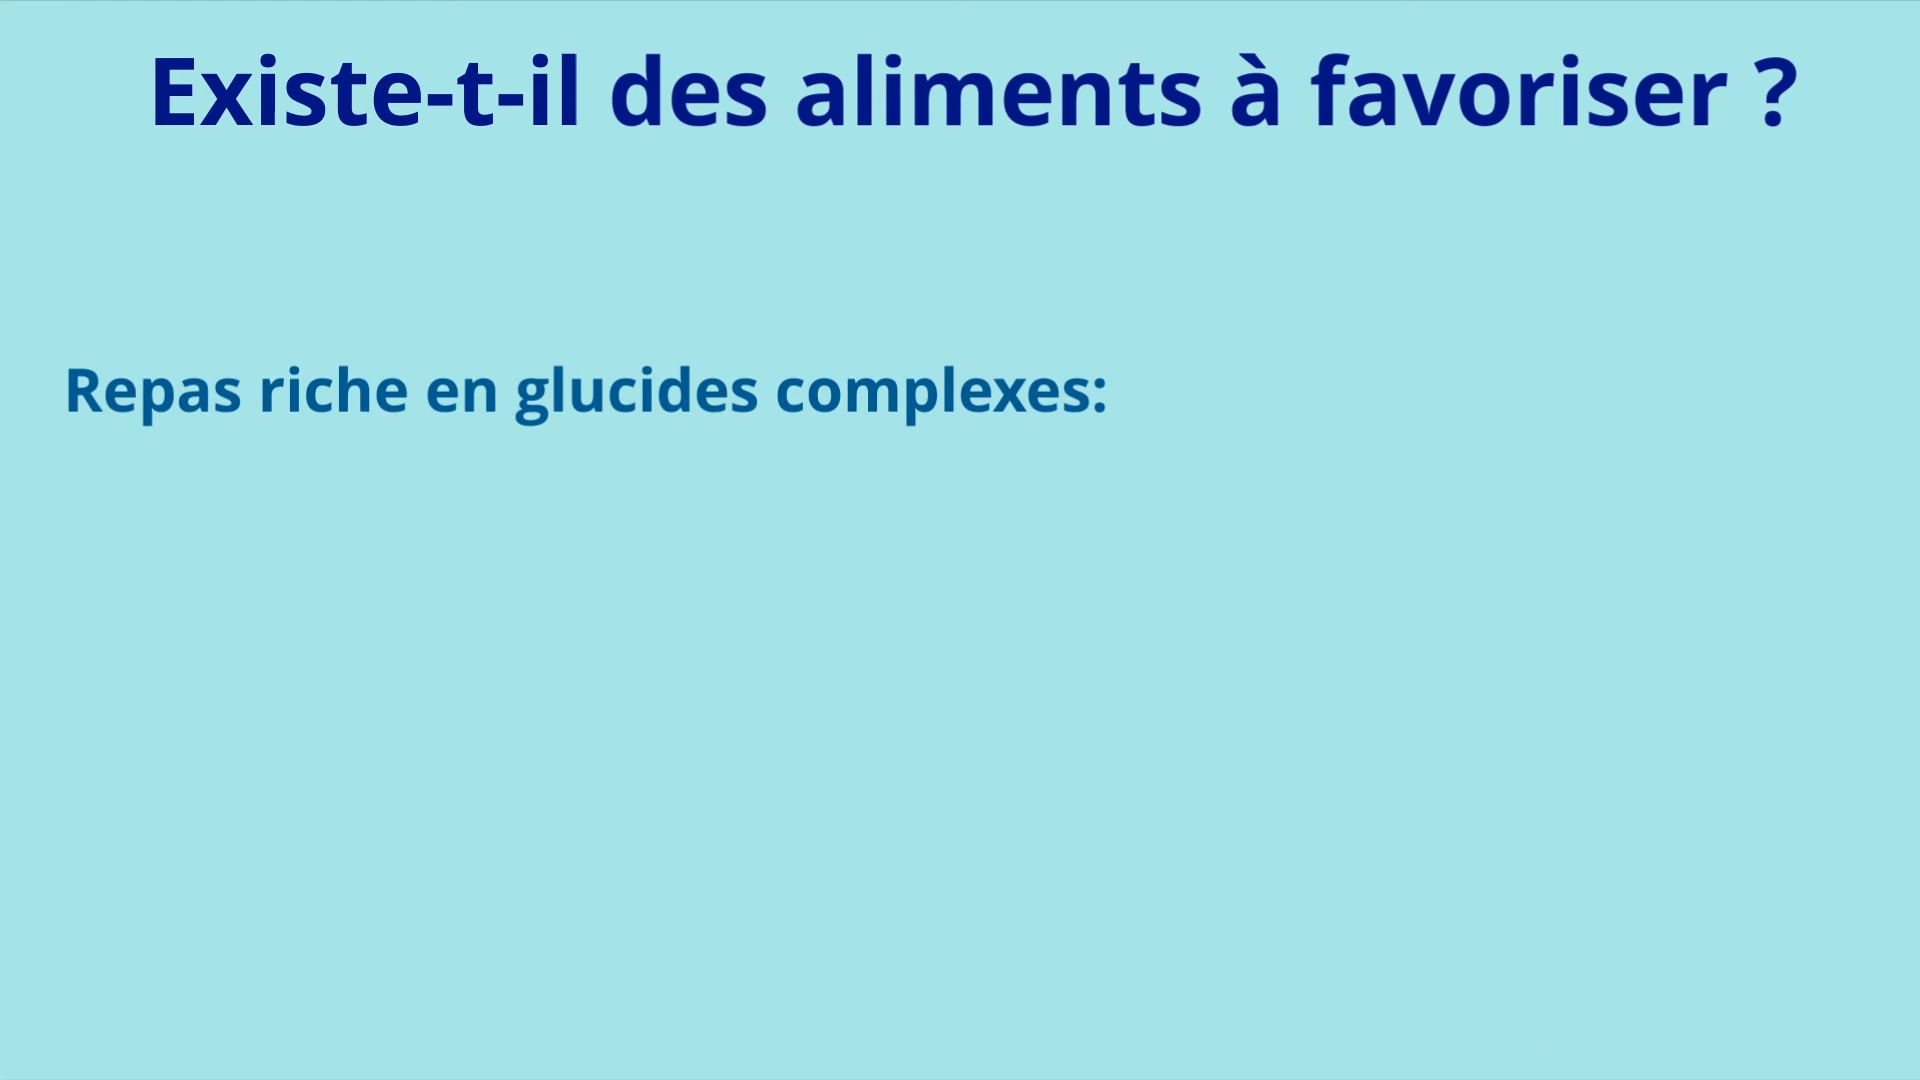 Existe-t-il des aliments à favoriser ?
Repas riche en glucides complexes: